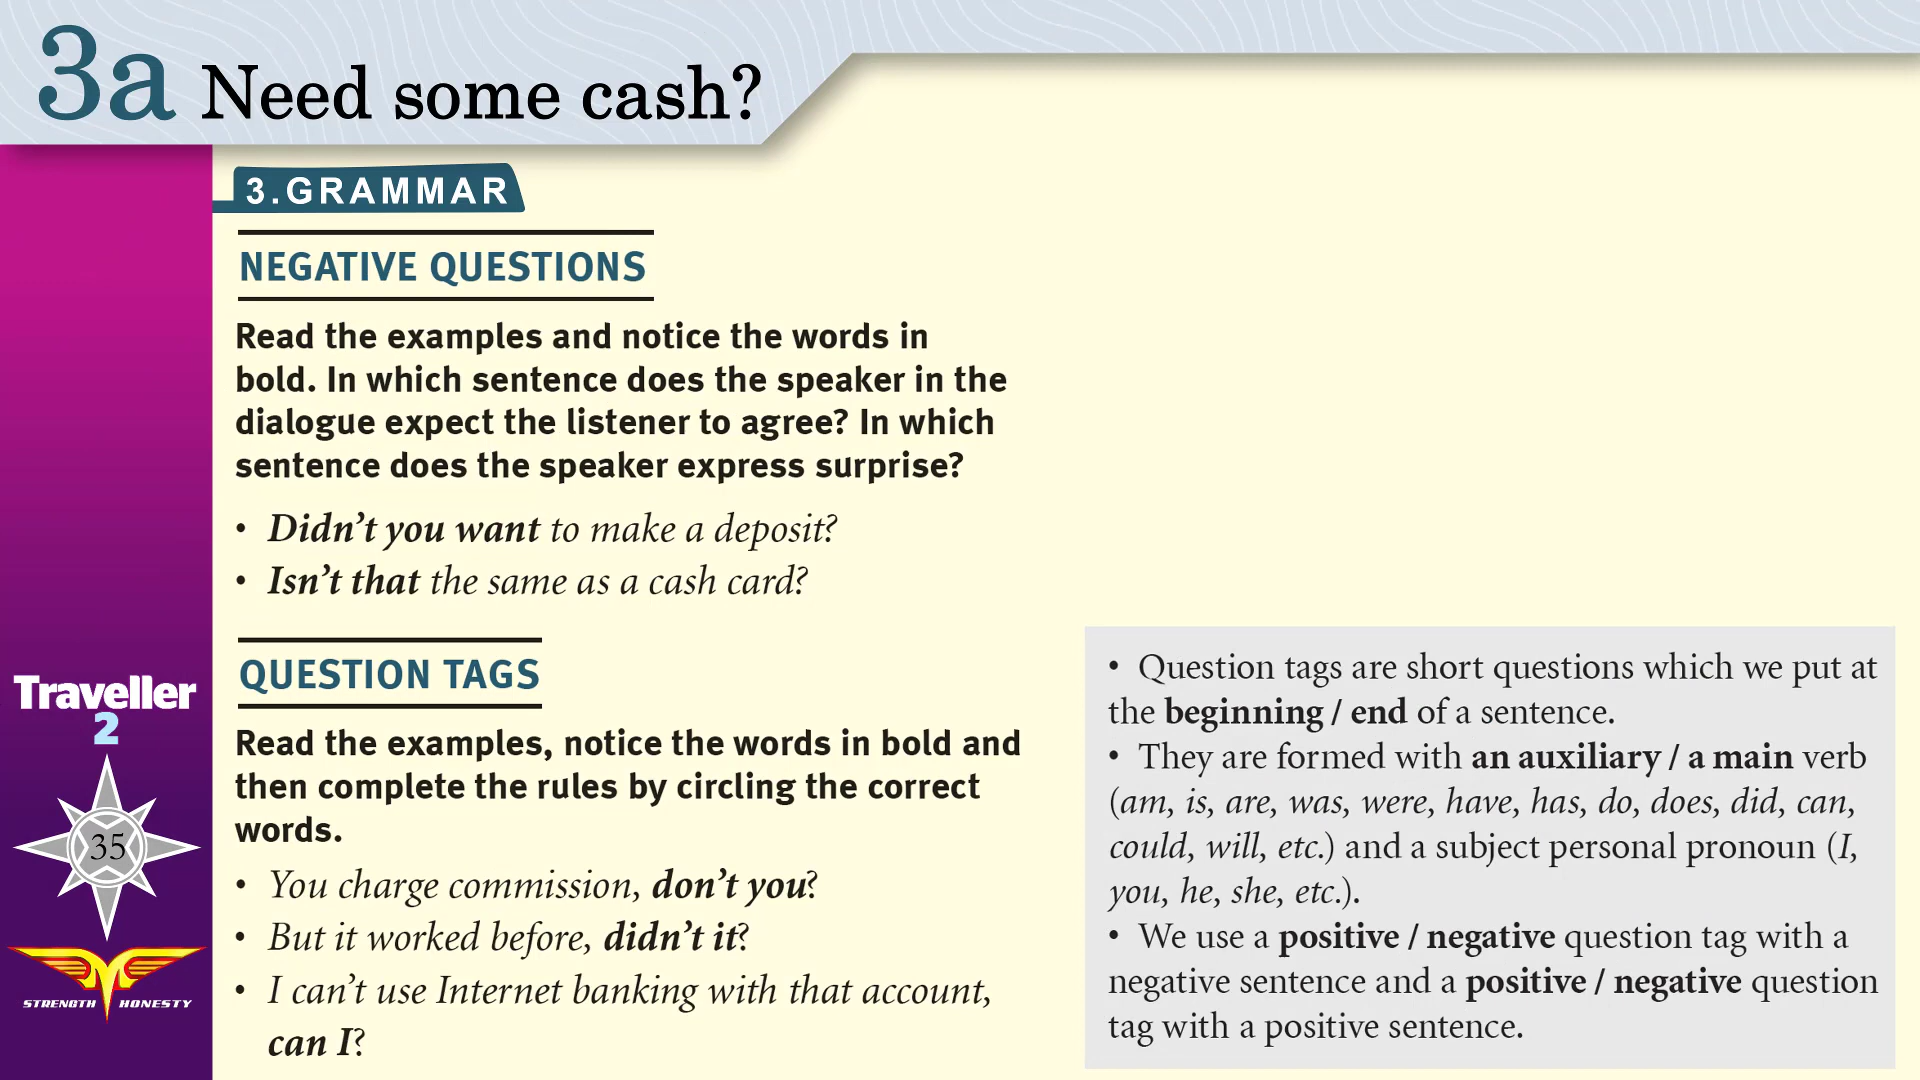 3a Need some cash?
3.GRAMMAR
NEGATIVE QUESTIONS
Read the examples and notice the words in
bold. In which sentence does the speaker in the
dialogue expect the listener to agree? In which
sentence does the speaker express surprise?
• Didn't you want to make a deposit?
• Isn't that the same as a cash card?
QUESTION TAGS
Read the examples, notice the words in bold and
then complete the rules by circling the correct
words.
• You charge commission, don't you?
• But it worked before, didn't it?
• I can't use Internet banking with that account,
can I?
• Question tags are short questions which we put at
the beginning / end of a sentence.
• They are formed with an auxiliary / a main verb
(am, is, are, was, were, have, has, do, does, did, can,
could, will, etc.) and a subject personal pronoun (I,
you, he, she, etc.).
• We use a positive / negative question tag with a
negative sentence and a positive / negative question
tag with a positive sentence.
Traveller
2
35
STRENGTH HONESTY